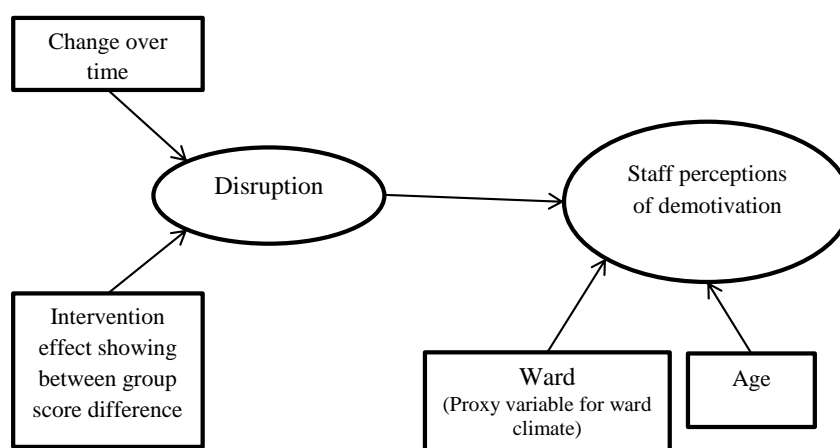 Change over
time
Disruption
Staff perceptions
of demotivation
Intervention
effect showing
between group
score difference
Ward
(Proxy variable for ward
climate)
Age